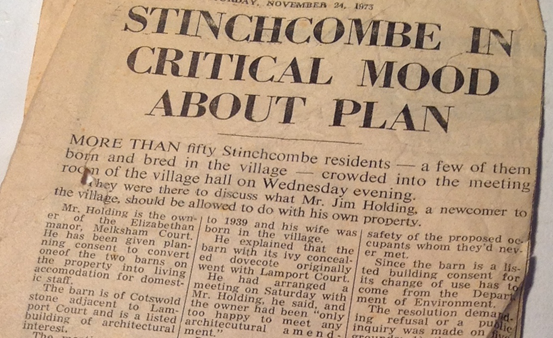 NOVEMBER 24, 1973
STINCHCOMBE IN
CRITICAL MOOD
ABOUT PLAN
MORE THAN fifty Stinchcombe residents — a few of them
born and bred in the village — crowded into the meeting
room of the village hall on Wednesday evening.
They were there to discuss what Mr. Jim Holding, a newcomer to
the village, should be allowed to do with his own property.
Mr. Holding is the own-
er of the Elizabethan
manor, Melksham Court.
He has been given plan-
ning consent to convert
oneof the two barns on
the property into living
accomodation for domest-
ic staff.
The barn is of Cotswold
stone adjacent to Lam-
port Court and is a listed
building of architectural
interest.
to 1939 and his wife was
born in the village.
He explained that the
barn with its ivy conceal-
ed dovecote originally
went with Lamport Court.
He had arranged a
meeting on Saturday with
Mr. Holding, he said, and
the owner had been "only
too happy to meet any
architecutural amend-
ment."
safety of the proposed oc-
cupants whom they'd nev-
er met.
Since the barn is a lis-
ted building consent for
its change of use has to
come from the Depart-
ment of Environment.
The resolution demand-
ing refusal or a public
inquiry was made on